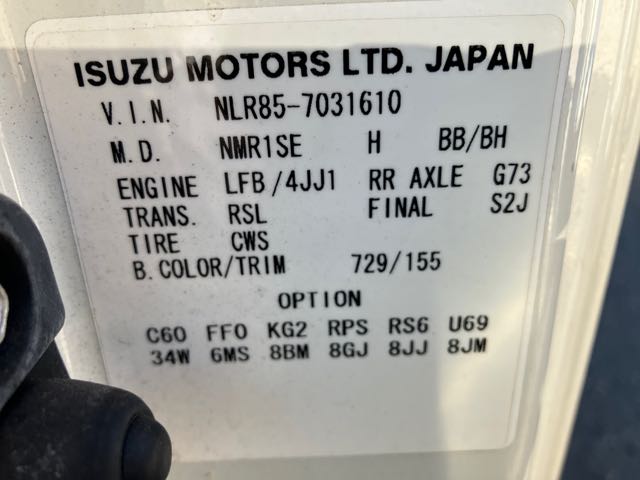 ISUZU MOTORS LTD. JAPAN
V.I.N. NLR85-7031610
M.D. NMR1SE H BB/BH
ENGINE LFB/4JJ1 RR AXLE G73
TRANS. RSL FINAL S2J
TIRE CWS
B.COLOR/TRIM 729/155
OPTION
C60 FF0 KG2 RPS RS6 U69
34W 6MS 8BM 8GJ 8JJ 8JM